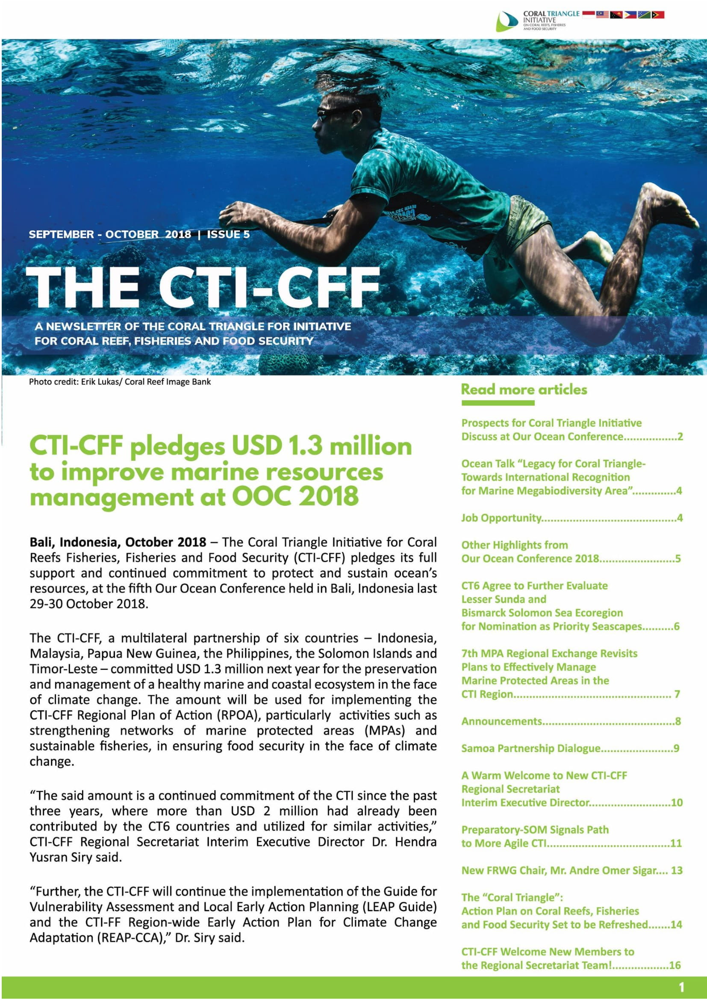 CORAL TRIANGLE
INITIATIVE
ON CORAL REEFS, FISHERIES
AND FOOD SECURITY
SEPTEMBER - OCTOBER 2018 | ISSUE 5
THE CTI-CFF
A NEWSLETTER OF THE CORAL TRIANGLE FOR INITIATIVE
FOR CORAL REEF, FISHERIES AND FOOD SECURITY
Photo credit: Erik Lukas/ Coral Reef Image Bank
CTI-CFF pledges USD 1.3 million
to improve marine resources
management at OOC 2018
Bali, Indonesia, October 2018 – The Coral Triangle Initiative for Coral
Reefs Fisheries, Fisheries and Food Security (CTI-CFF) pledges its full
support and continued commitment to protect and sustain ocean’s
resources, at the fifth Our Ocean Conference held in Bali, Indonesia last
29-30 October 2018.
The CTI-CFF, a multilateral partnership of six countries – Indonesia,
Malaysia, Papua New Guinea, the Philippines, the Solomon Islands and
Timor-Leste – committed USD 1.3 million next year for the preservation
and management of a healthy marine and coastal ecosystem in the face
of climate change. The amount will be used for implementing the
CTI-CFF Regional Plan of Action (RPOA), particularly activities such as
strengthening networks of marine protected areas (MPAs) and
sustainable fisheries, in ensuring food security in the face of climate
change.
“The said amount is a continued commitment of the CTI since the past
three years, where more than USD 2 million had already been
contributed by the CT6 countries and utilized for similar activities,”
CTI-CFF Regional Secretariat Interim Executive Director Dr. Hendra
Yusran Siry said.
“Further, the CTI-CFF will continue the implementation of the Guide for
Vulnerability Assessment and Local Early Action Planning (LEAP Guide)
and the CTI-FF Region-wide Early Action Plan for Climate Change
Adaptation (REAP-CCA),” Dr. Siry said.
Read more articles
Prospects for Coral Triangle Initiative
Discuss at Our Ocean Conference.................2
Ocean Talk “Legacy for Coral Triangle-
Towards International Recognition
for Marine Megabiodiversity Area”..............4
Job Opportunity...........................................4
Other Highlights from
Our Ocean Conference 2018........................5
CT6 Agree to Further Evaluate
Lesser Sunda and
Bismarck Solomon Sea Ecoregion
for Nomination as Priority Seascapes..........6
7th MPA Regional Exchange Revisits
Plans to Effectively Manage
Marine Protected Areas in the
CTI Region.................................................. 7
Announcements..........................................8
Samoa Partnership Dialogue.......................9
A Warm Welcome to New CTI-CFF
Regional Secretariat
Interim Executive Director..........................10
Preparatory-SOM Signals Path
to More Agile CTI.......................................11
New FRWG Chair, Mr. Andre Omer Sigar.... 13
The “Coral Triangle”:
Action Plan on Coral Reefs, Fisheries
and Food Security Set to be Refreshed.......14
CTI-CFF Welcome New Members to
the Regional Secretariat Team!..................16
1